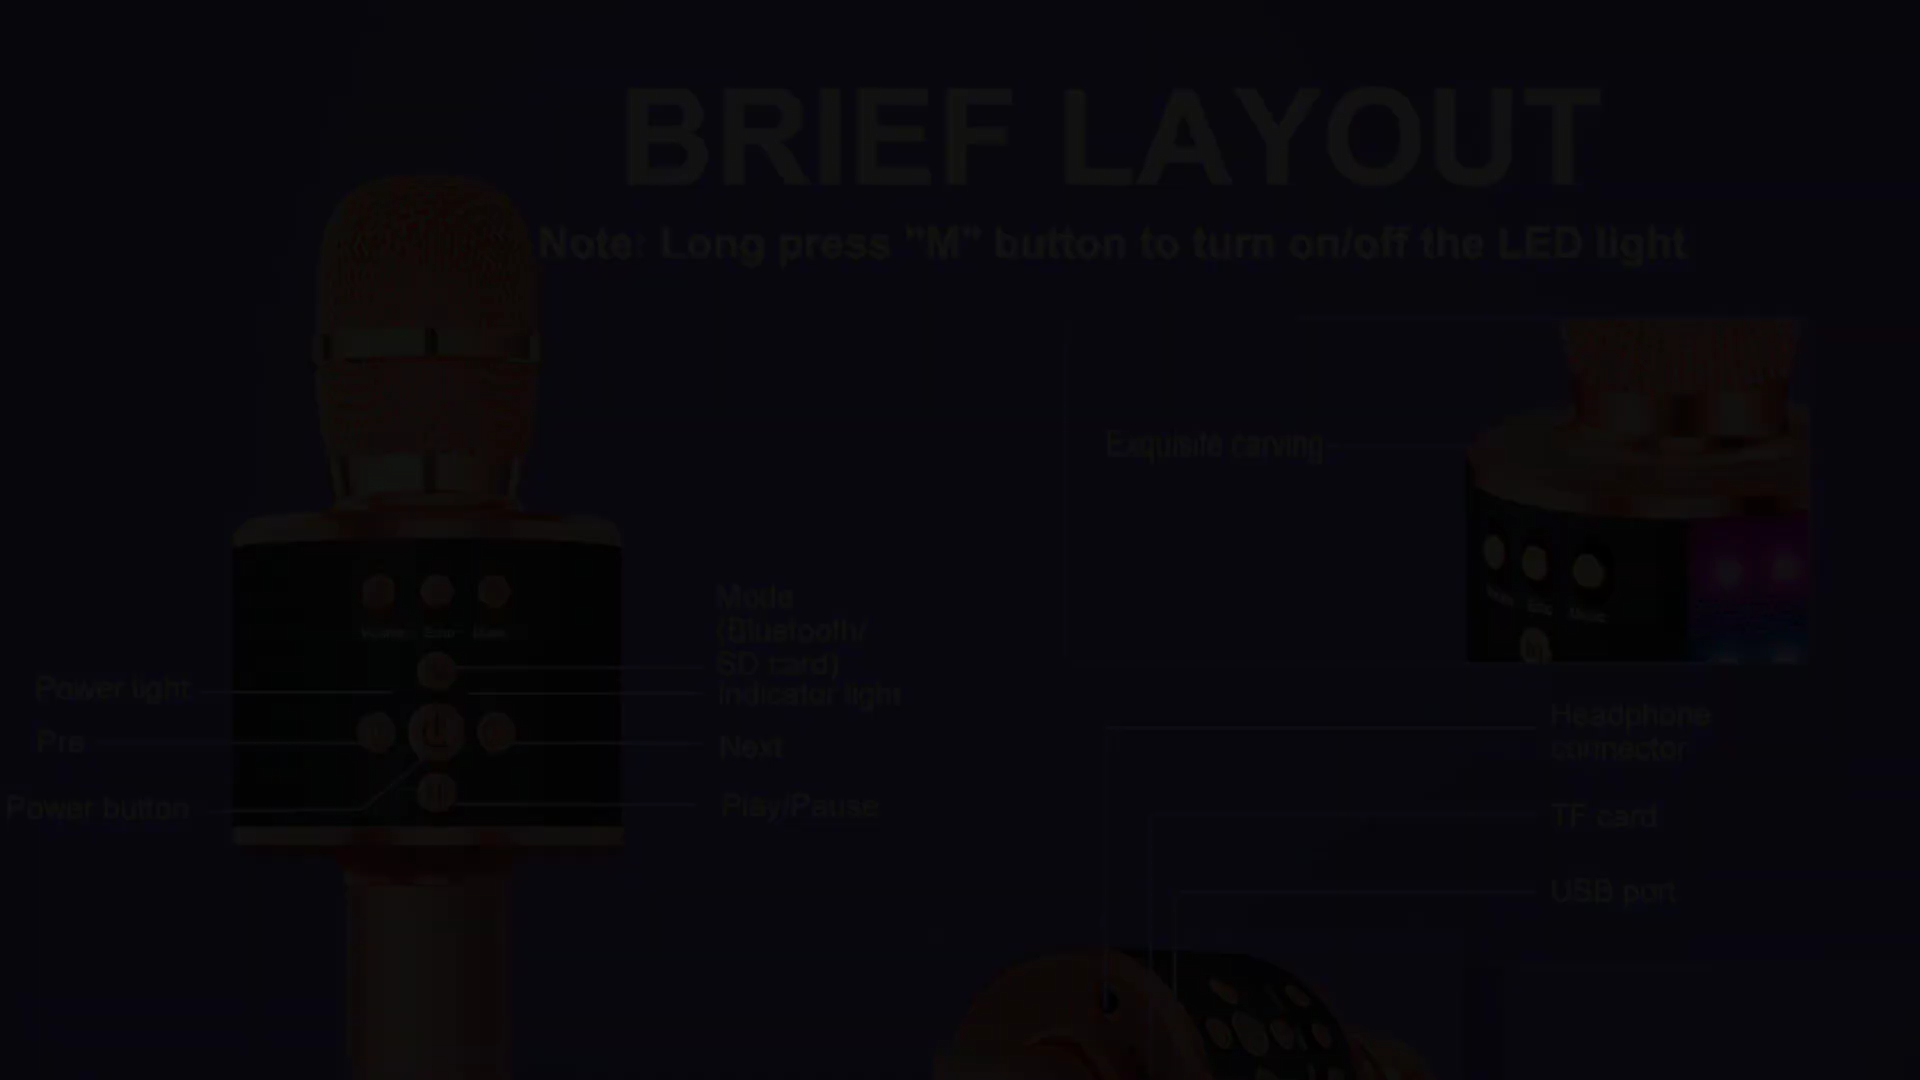 BRIEF LAYOUT
Note: Long press "M" button to turn on/off the LED light
Exquisite carving
Mode
(Bluetooth/
SD card)
Power light
Indicator light
Pre
Next
Power button
Play/Pause
Headphone
connector
TF card
USB port